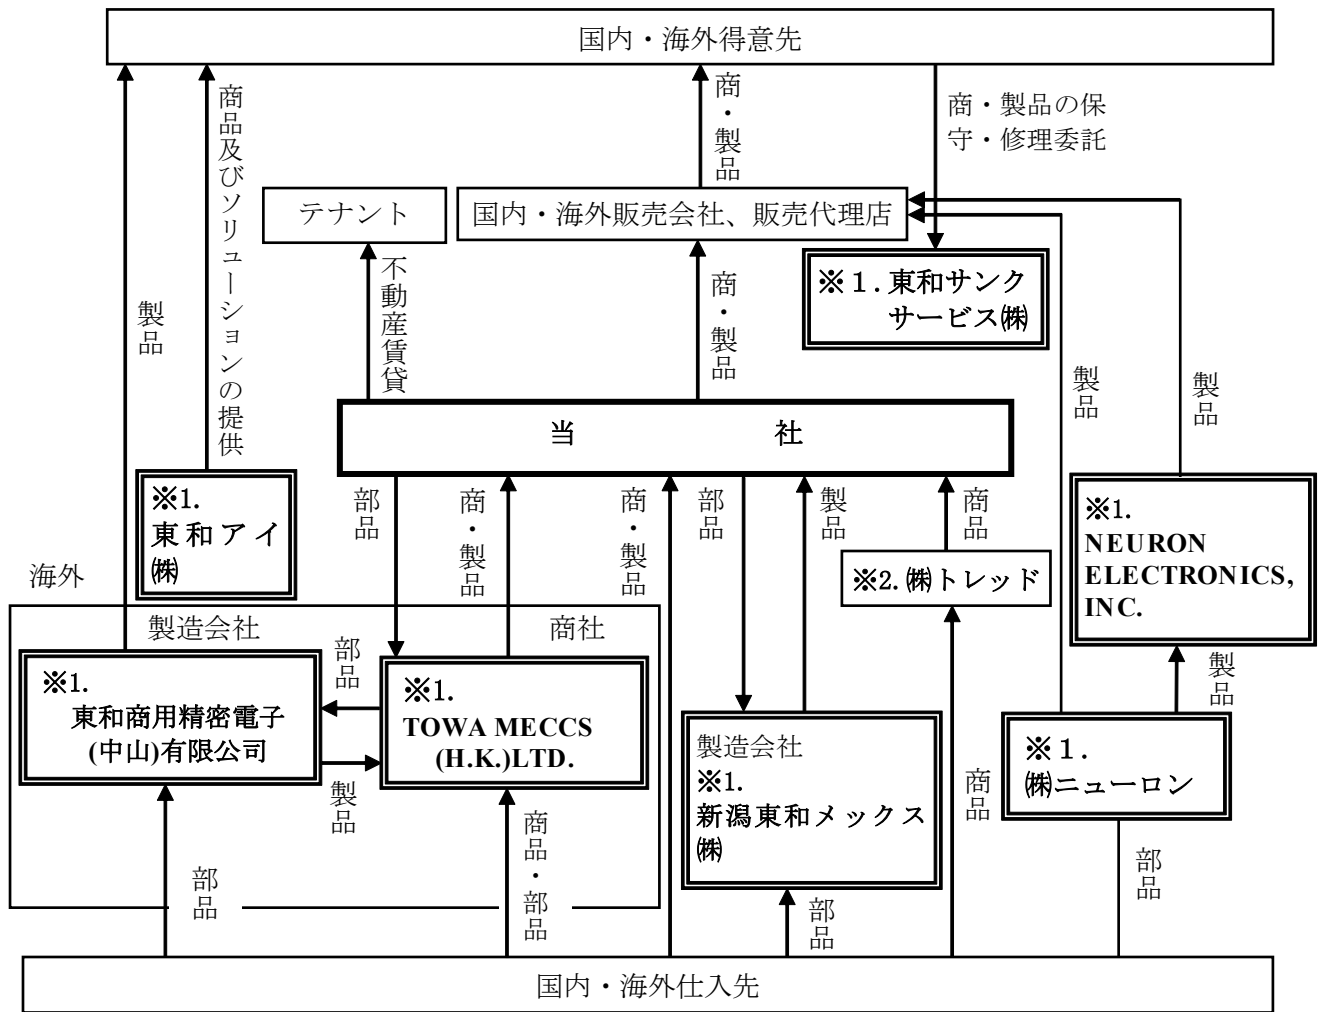 国内・海外得意先
商品及びソリューションの提供
商・製品
商・製品の保
守・修理委託
テナント
国内・海外販売会社、販売代理店
製品
不動産賃貸
商・製品
※１.東和サンク
サービス㈱
製品
製品
当　社
※1.
東和アイ
㈱
部品
商・製品
商・製品
部品
製品
商品
※1.
NEURON
ELECTRONICS,
INC.
※2.㈱トレッド
海外
製造会社
商社
部品
※1.
東和商用精密電子
(中山)有限公司
※1.
TOWA MECCS
(H.K.)LTD.
製品
製品
製造会社
※1.
新潟東和メックス
㈱
商品
※１.
㈱ニューロン
部品
商品・部品
部品
部品
国内・海外仕入先